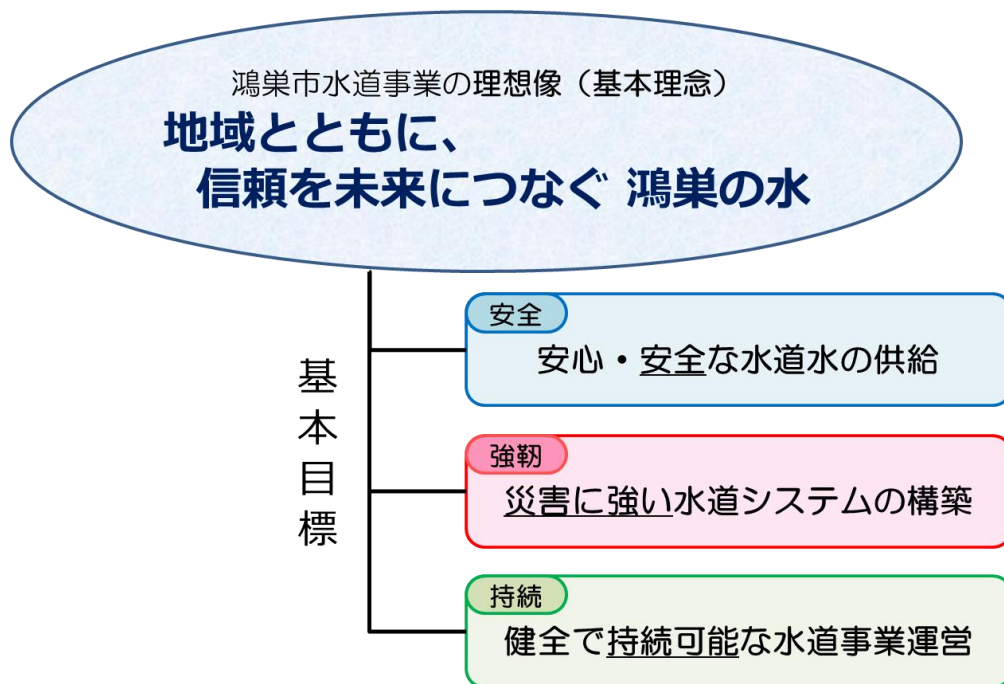 鴻巣市水道事業の理想像（基本理念）
地域とともに、
信頼を未来につなぐ 鴻巣の水
基本目標
安全
安心・安全な水道水の供給
強靭
災害に強い水道システムの構築
持続
健全で持続可能な水道事業運営